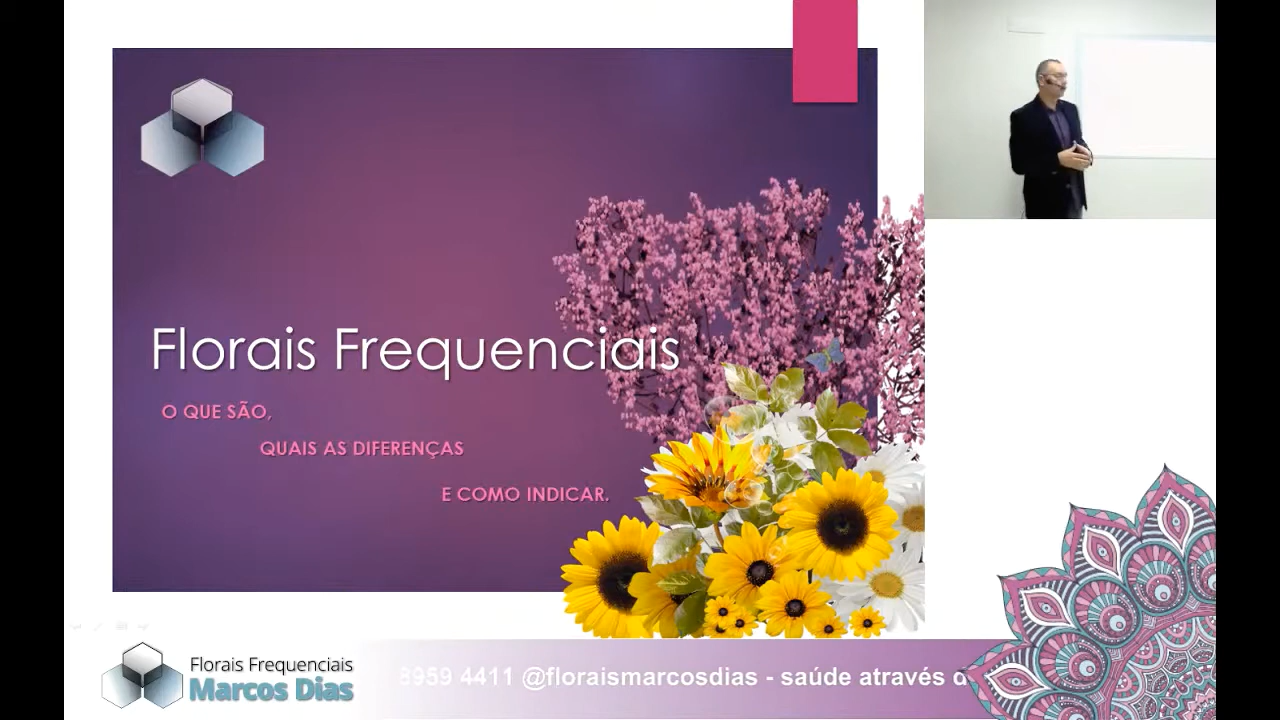 Florais Frequenciais
O QUE SÃO,
QUAIS AS DIFERENÇAS
E COMO INDICAR.
Florais Frequenciais
Marcos Dias
8959 4411 @floraismarcosdias - saúde através